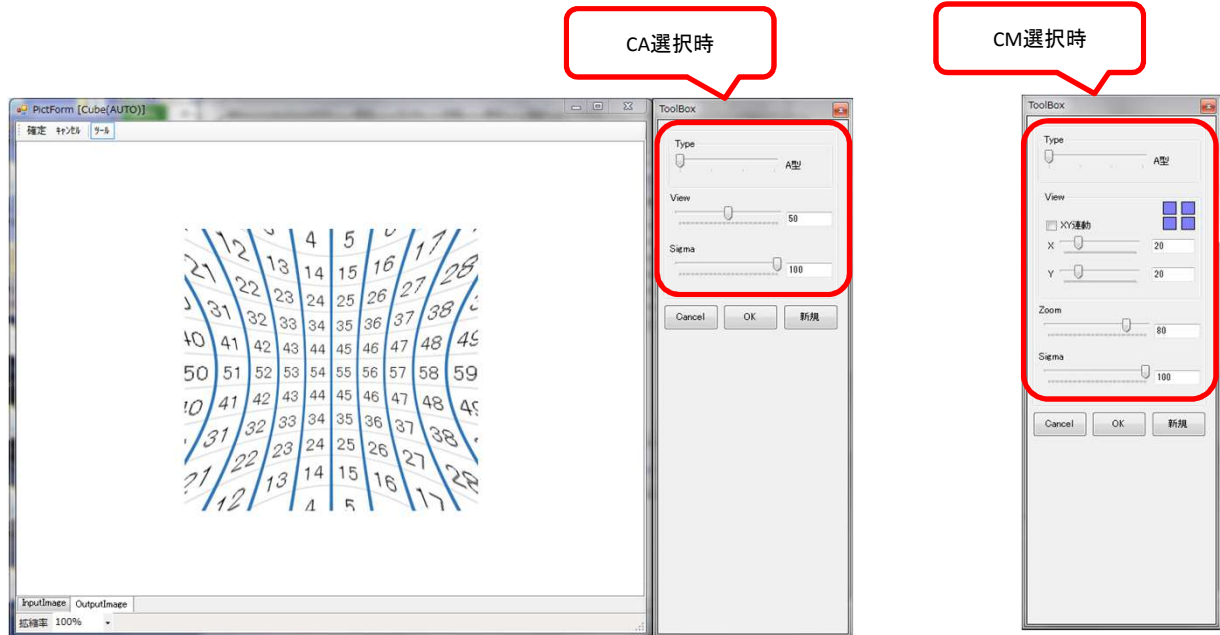 CA選択時
CM選択時
PictForm [Cube(AUTO)]
確定 ｷｬﾝｾﾙ ﾂｰﾙ
12 4 5 17
21 13 14 15 16 28
22 23 24 25 26 27
31 32 33 34 35 36 37 38
40 41 42 43 44 45 46 47 48 49
50 51 52 53 54 55 56 57 58 59
41 42 43 44 45 46 47 48 49
31 32 33 34 35 36 37 38
21 22 23 24 25 26 27 28
12 13 14 15 16 17
4 5
InputImage OutputImage
拡縮率 100%
ToolBox
Type
A型
View
50
Sigma
100
Cancel OK 新規
ToolBox
Type
A型
View
XY連動
X 20
Y 20
Zoom
80
Sigma
100
Cancel OK 新規